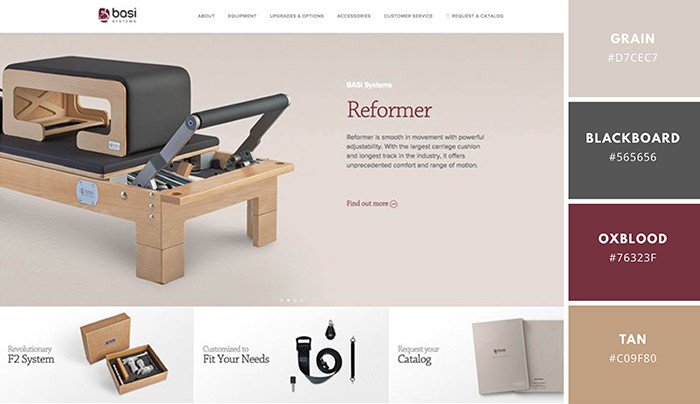 basi
SYSTEMS
ABOUT
EQUIPMENT
UPGRADES & OPTIONS
ACCESSORIES
CUSTOMER SERVICE
REQUEST A CATALOG
BASI Systems
Reformer
Reformer is smooth in movement with powerful
adjustability. With the largest carriage cushion
and longest track in the industry, it offers
unprecedented comfort and range of motion.
Find out more
basi
Revolutionary
F2 System
Customized to
Fit Your Needs
Request your
Catalog
basi
GRAIN
#D7CEC7
BLACKBOARD
#565656
OXBLOOD
#76323F
TAN
#C09F80